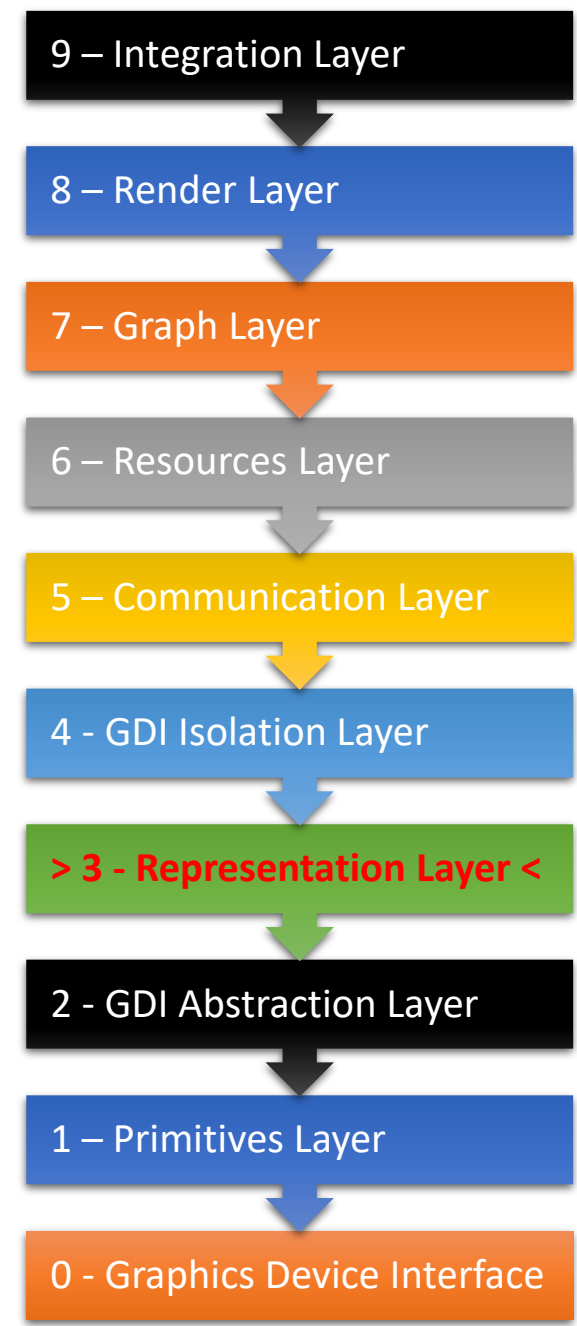 9 – Integration Layer
8 – Render Layer
7 – Graph Layer
6 – Resources Layer
5 – Communication Layer
4 - GDI Isolation Layer
> 3 - Representation Layer <
2 - GDI Abstraction Layer
1 – Primitives Layer
0 - Graphics Device Interface